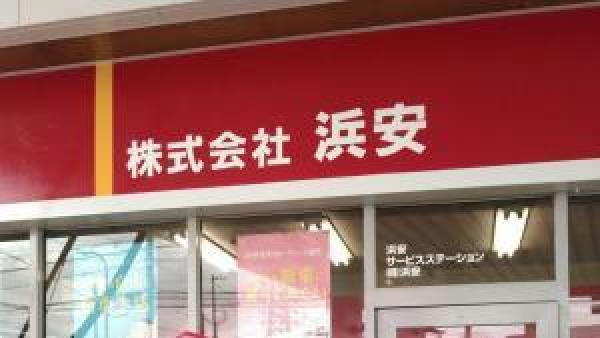 株式会社 浜安
浜安
サービスステーション
㈱浜安